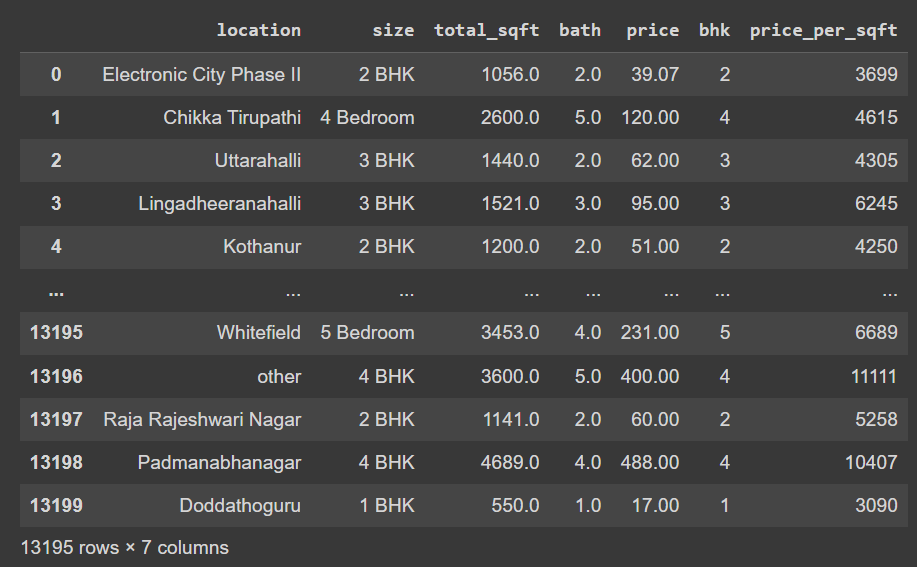 location size total_sqft bath price bhk price_per_sqft
0 Electronic City Phase II 2 BHK 1056.0 2.0 39.07 2 3699
1 Chikka Tirupathi 4 Bedroom 2600.0 5.0 120.00 4 4615
2 Uttarahalli 3 BHK 1440.0 2.0 62.00 3 4305
3 Lingadheeranahalli 3 BHK 1521.0 3.0 95.00 3 6245
4 Kothanur 2 BHK 1200.0 2.0 51.00 2 4250
... ... ... ... ... ... ... ...
13195 Whitefield 5 Bedroom 3453.0 4.0 231.00 5 6689
13196 other 4 BHK 3600.0 5.0 400.00 4 11111
13197 Raja Rajeshwari Nagar 2 BHK 1141.0 2.0 60.00 2 5258
13198 Padmanabhanagar 4 BHK 4689.0 4.0 488.00 4 10407
13199 Doddathoguru 1 BHK 550.0 1.0 17.00 1 3090
13195 rows × 7 columns